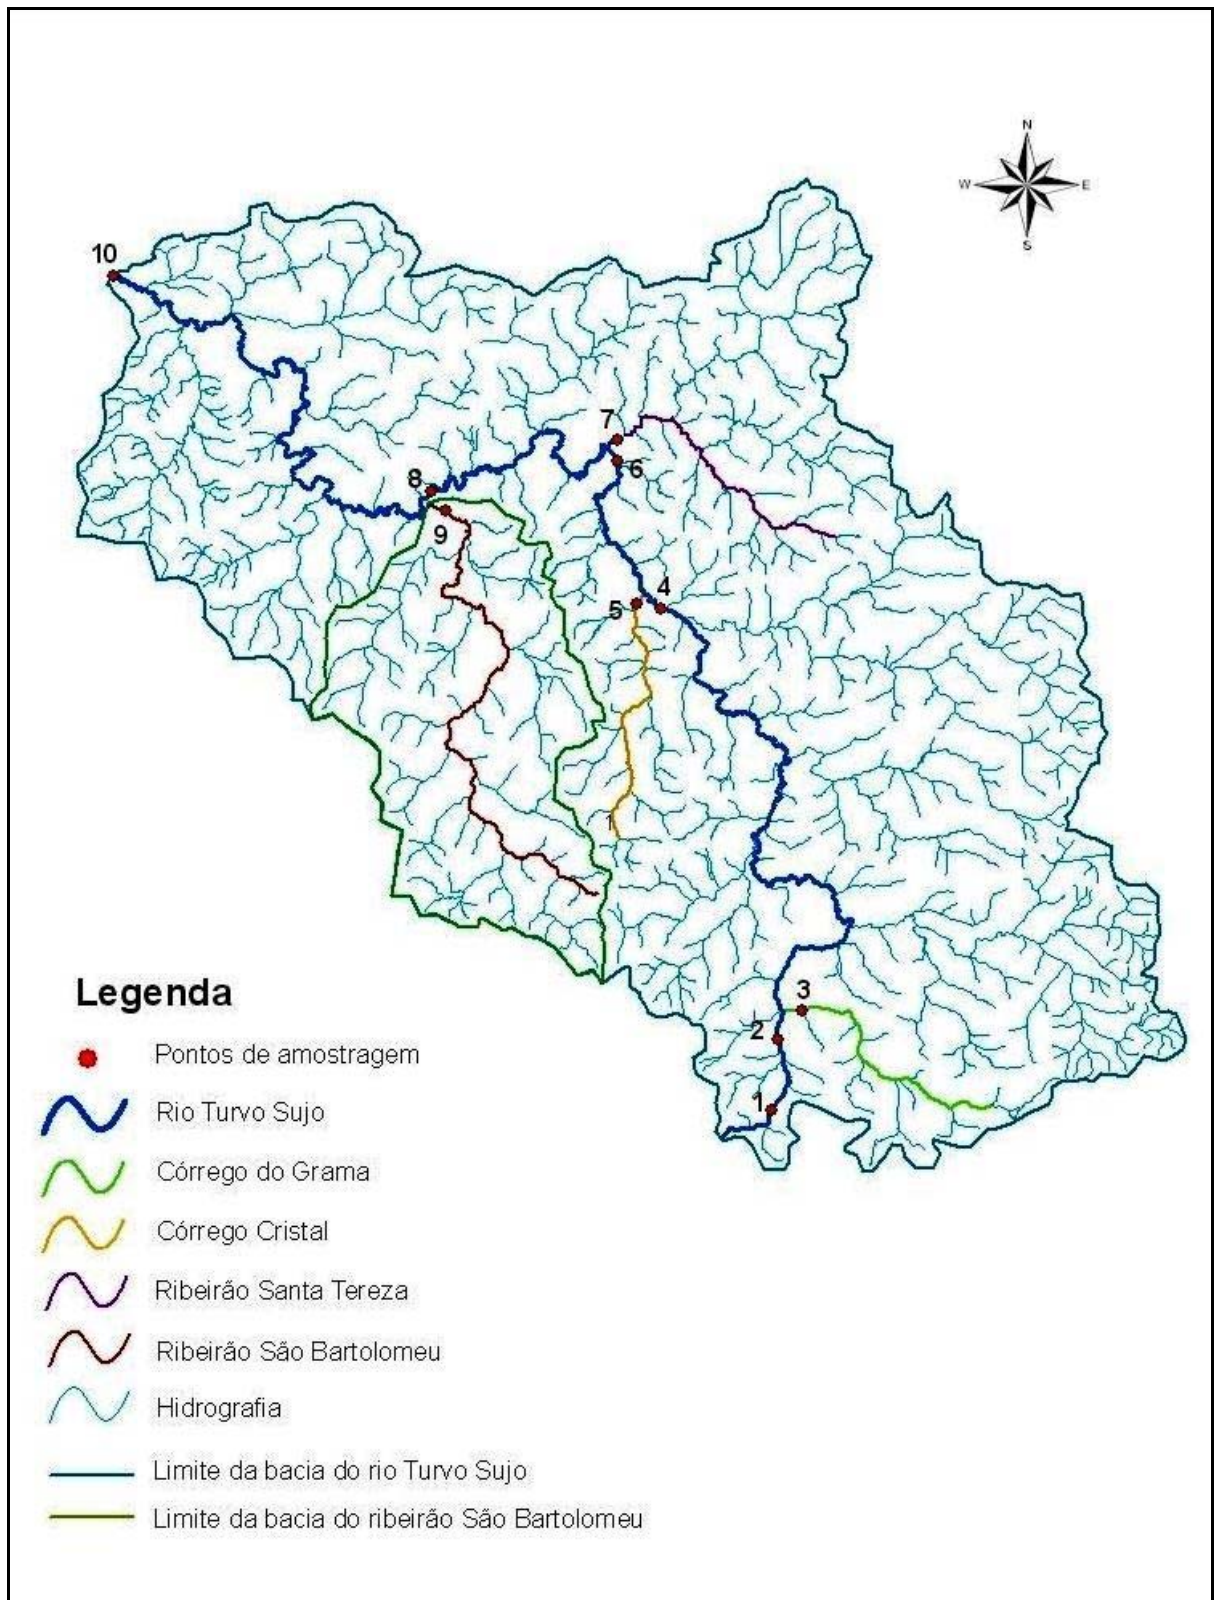 N
W E
S
10
7
6
8
9
4
5
1
3
2
1
Legenda
Pontos de amostragem
Rio Turvo Sujo
Córrego do Grama
Córrego Cristal
Ribeirão Santa Tereza
Ribeirão São Bartolomeu
Hidrografia
Limite da bacia do rio Turvo Sujo
Limite da bacia do ribeirão São Bartolomeu